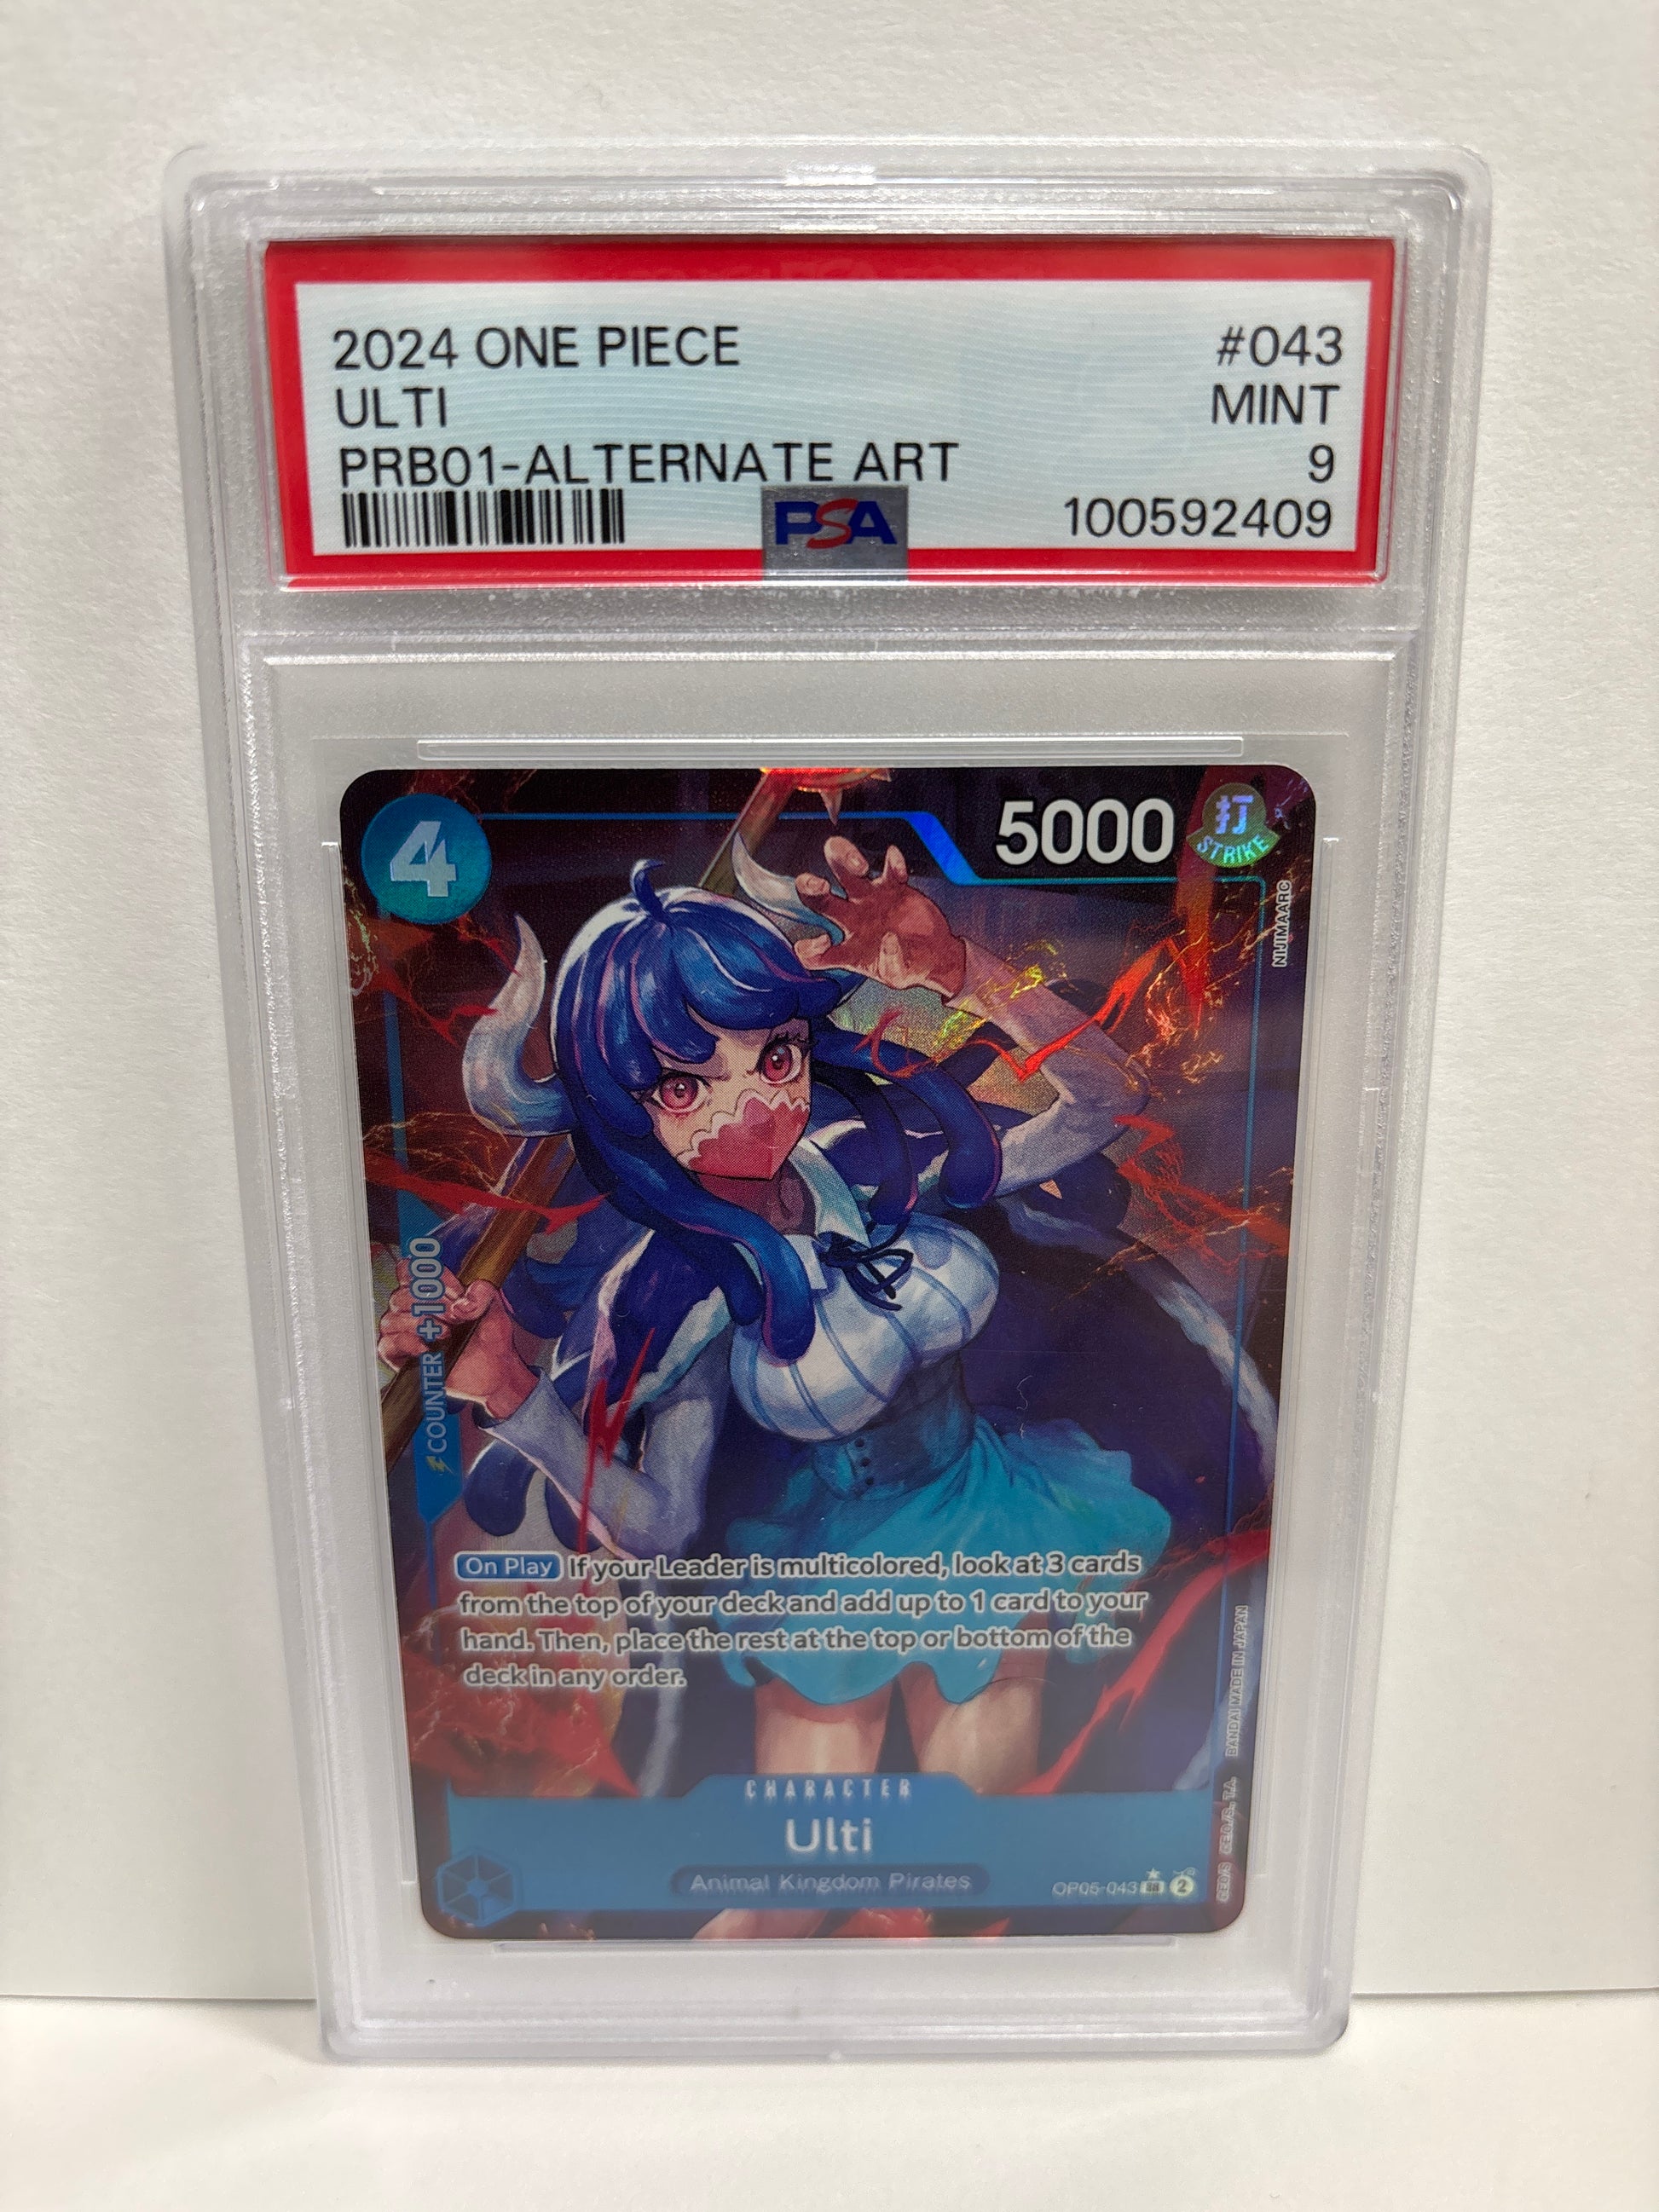 2024 ONE PIECE #043
ULTI MINT
PRB01-ALTERNATE ART 9
PSA 100592409
4
5000
打
STRIKE
NIJIMAARC
COUNTER +1000
On Play If your Leader is multicolored, look at 3 cards
from the top of your deck and add up to 1 card to your
hand. Then, place the rest at the top or bottom of the
deck in any order.
BANDAI MADE IN JAPAN
CHARACTER
Ulti
Animal Kingdom Pirates
OP05-043
2